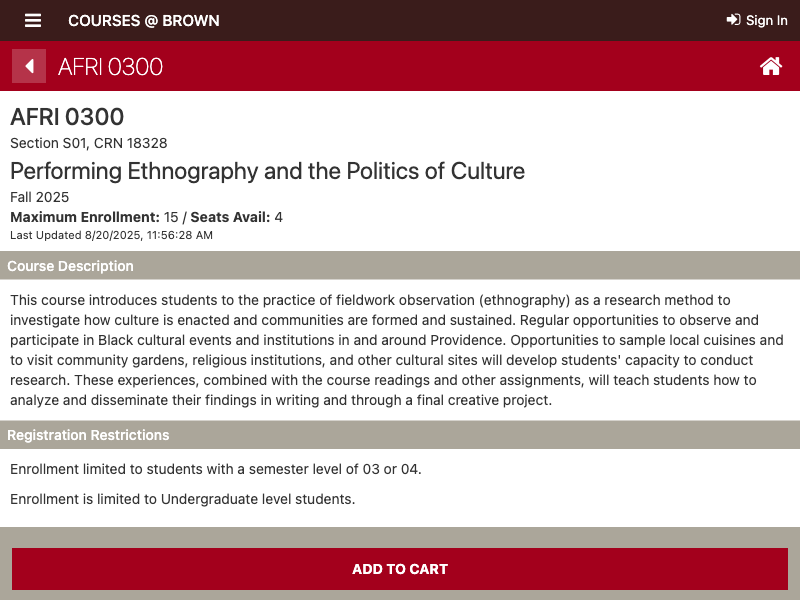 COURSES @ BROWN
Sign In
AFRI 0300
AFRI 0300
Section S01, CRN 18328
Performing Ethnography and the Politics of Culture
Fall 2025
Maximum Enrollment: 15 / Seats Avail: 4
Last Updated 8/20/2025, 11:56:28 AM
Course Description
This course introduces students to the practice of fieldwork observation (ethnography) as a research method to
investigate how culture is enacted and communities are formed and sustained. Regular opportunities to observe and
participate in Black cultural events and institutions in and around Providence. Opportunities to sample local cuisines and
to visit community gardens, religious institutions, and other cultural sites will develop students' capacity to conduct
research. These experiences, combined with the course readings and other assignments, will teach students how to
analyze and disseminate their findings in writing and through a final creative project.
Registration Restrictions
Enrollment limited to students with a semester level of 03 or 04.
Enrollment is limited to Undergraduate level students.
ADD TO CART